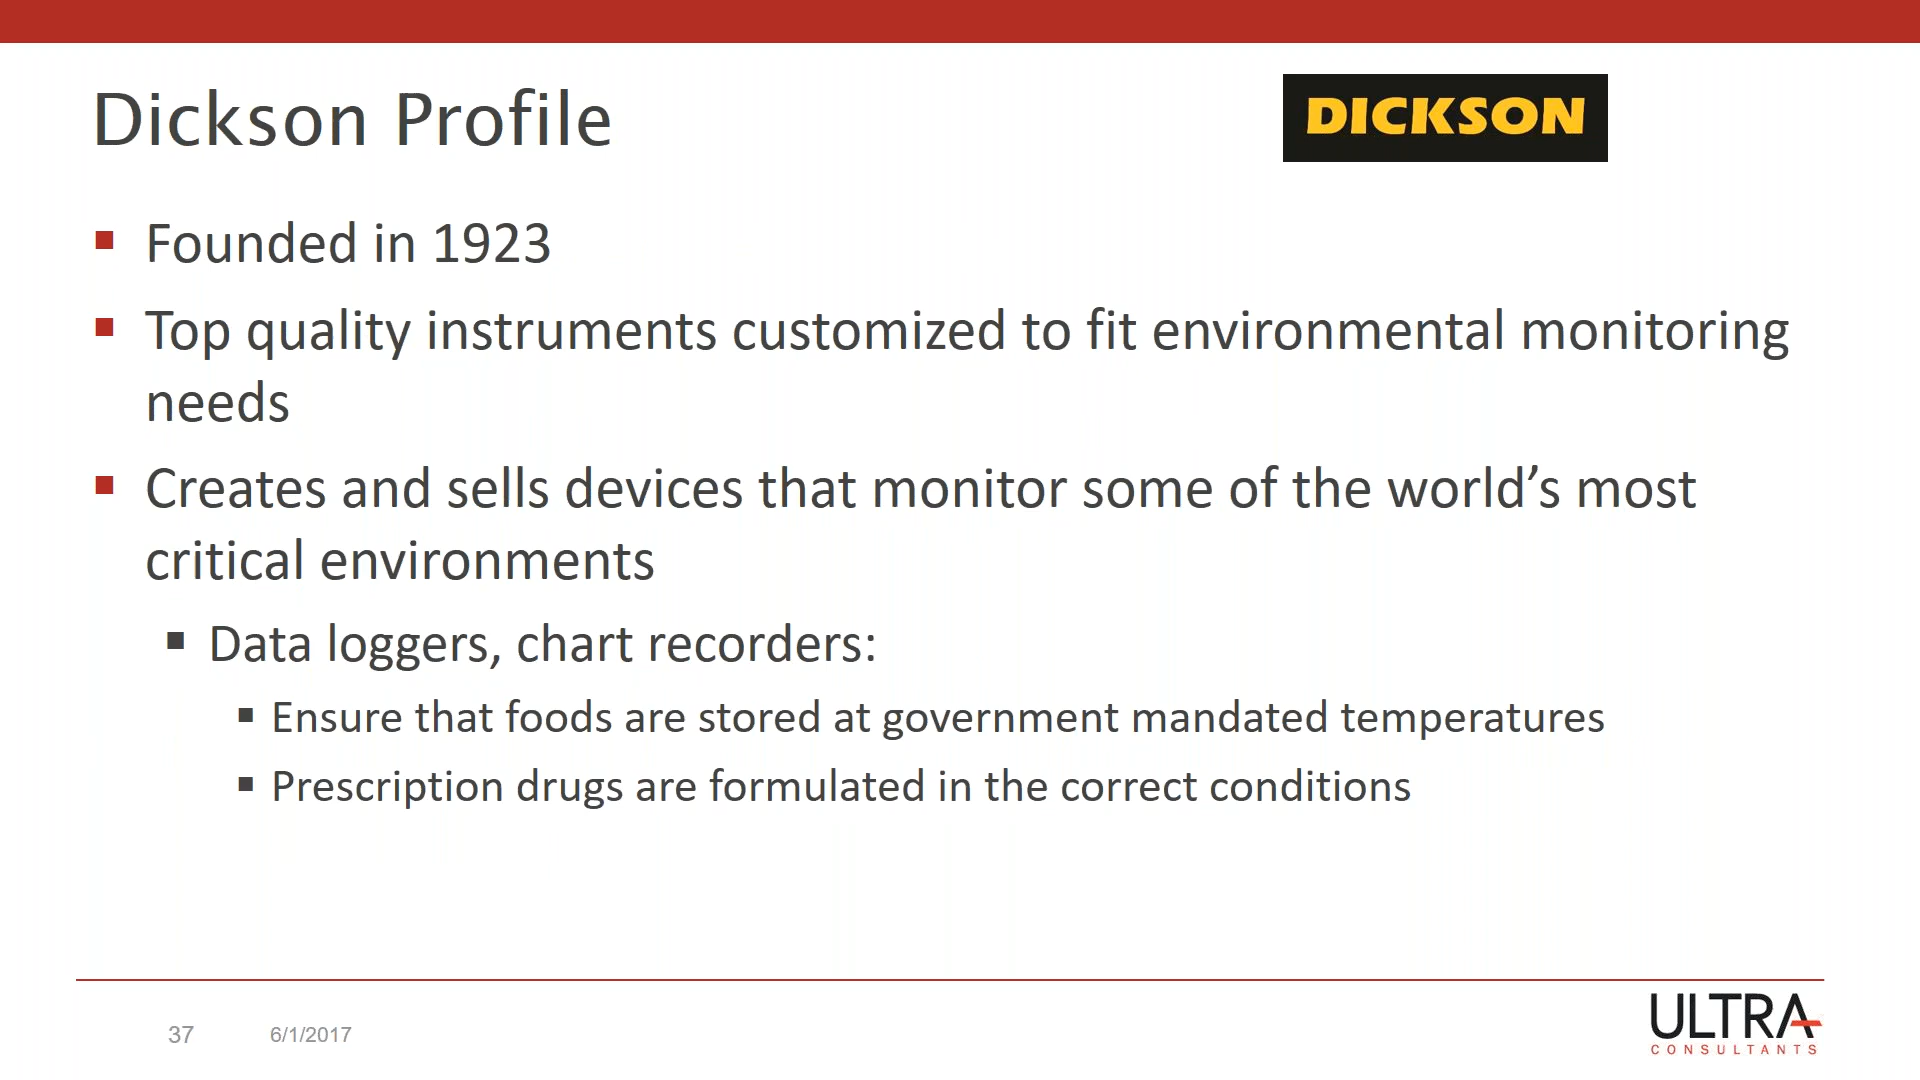 Dickson Profile
DICKSON
Founded in 1923
Top quality instruments customized to fit environmental monitoring
needs
Creates and sells devices that monitor some of the world’s most
critical environments
Data loggers, chart recorders:
Ensure that foods are stored at government mandated temperatures
Prescription drugs are formulated in the correct conditions
37 6/1/2017
ULTRA
CONSULTANTS